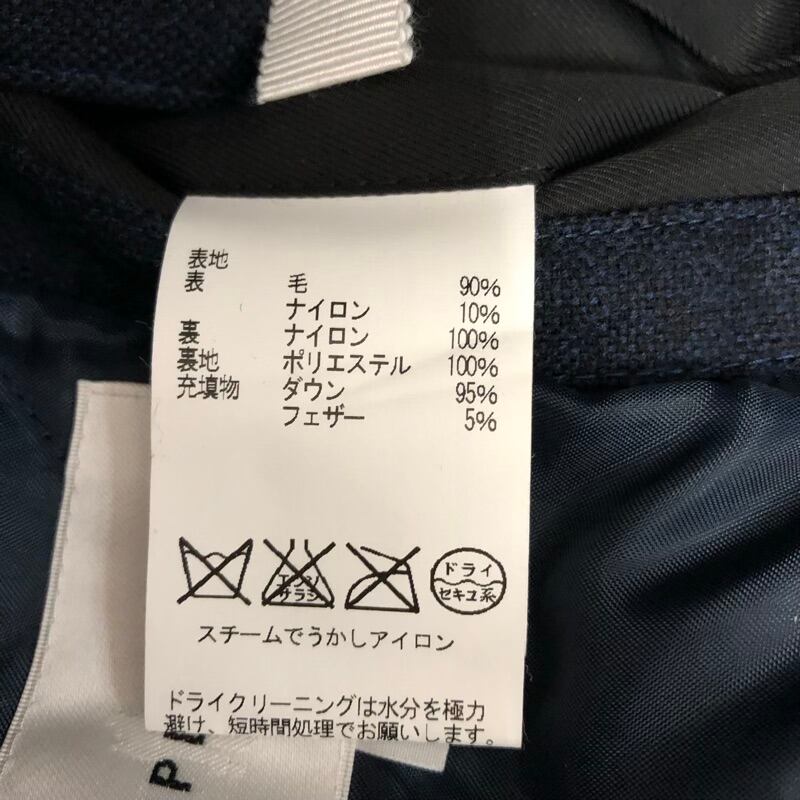 表地
表 毛 90%
ナイロン 10%
裏 ナイロン 100%
裏地 ポリエステル 100%
充填物 ダウン 95%
フェザー 5%
エンソ
サラシ
ドライ
セキユ系
スチームでうかしアイロン
ドライクリーニングは水分を極力
避け、短時間処理でお願いします。